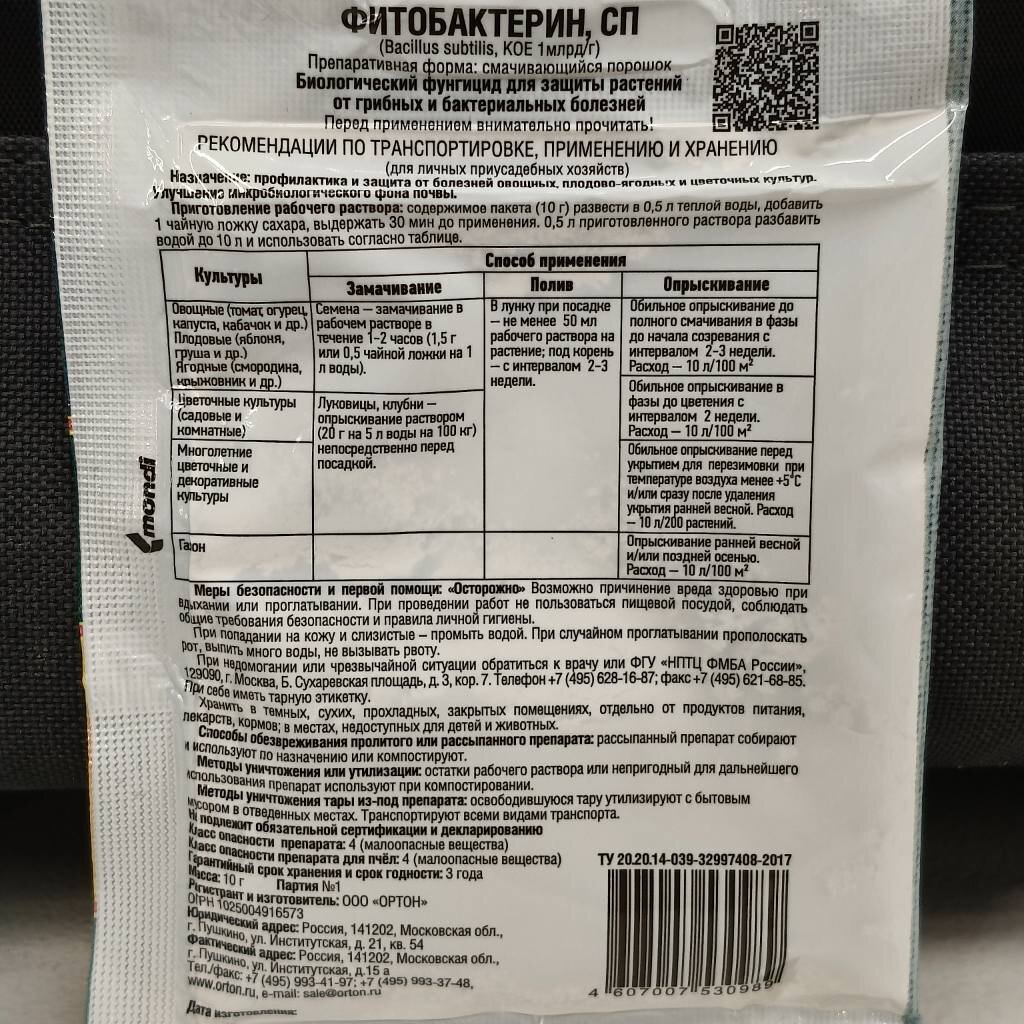 ФИТОБАКТЕРИН, СП
(Bacillus subtilis, КОЕ 1млрд/г)
Препаративная форма: смачивающийся порошок
Биологический фунгицид для защиты растений
от грибных и бактериальных болезней
Перед применением внимательно прочитать!
РЕКОМЕНДАЦИИ ПО ТРАНСПОРТИРОВКЕ, ПРИМЕНЕНИЮ И ХРАНЕНИЮ
(для личных приусадебных хозяйств)
Назначение: профилактика и защита от болезней овощных, плодово-ягодных и цветочных культур.
Улучшение микробиологического фона почвы.
Приготовление рабочего раствора: содержимое пакета (10 г) развести в 0,5 л теплой воды, добавить
1 чайную ложку сахара, выдержать 30 мин до применения. 0,5 л приготовленного раствора разбавить
водой до 10 л и использовать согласно таблице.
Культуры
Способ применения
Замачивание
Полив
Опрыскивание
Овощные (томат, огурец,
капуста, кабачок и др.)
Плодовые (яблоня,
груша и др.)
Ягодные (смородина,
крыжовник и др.)
Семена – замачивание в
рабочем растворе в
течение 1–2 часов (1,5 г
или 0,5 чайной ложки на 1
л воды).
В лунку при посадке
– не менее 50 мл
рабочего раствора на
растение; под корень
– с интервалом 2–3
недели.
Обильное опрыскивание до
полного смачивания в фазы
до начала созревания с
интервалом 2–3 недели.
Расход – 10 л/100 м²
Цветочные культуры
(садовые и
комнатные)
Луковицы, клубни –
опрыскивание раствором
(20 г на 5 л воды на 100 кг)
непосредственно перед
посадкой.
Обильное опрыскивание в
фазы до цветения с
интервалом 2 недели.
Расход – 10 л/100 м²
Многолетние
цветочные и
декоративные
культуры
Обильное опрыскивание перед
укрытием для перезимовки при
температуре воздуха менее +5°С
и/или сразу после удаления
укрытия ранней весной. Расход
– 10 л/200 растений.
Газон
Опрыскивание ранней весной
и/или поздней осенью.
Расход – 10 л/100 м²
mondi
Меры безопасности и первой помощи: «Осторожно» Возможно причинение вреда здоровью при
вдыхании или проглатывании. При проведении работ не пользоваться пищевой посудой, соблюдать
общие требования безопасности и правила личной гигиены.
При попадании на кожу и слизистые – промыть водой. При случайном проглатывании прополоскать
рот, выпить много воды, не вызывать рвоту.
При недомогании или чрезвычайной ситуации обратиться к врачу или ФГУ «НПТЦ ФМБА России»,
129090, г. Москва, Б. Сухаревская площадь, д. 3, кор. 7. Телефон +7 (495) 628-16-87; факс +7 (495) 621-68-85.
При себе иметь тарную этикетку.
Хранить в темных, сухих, прохладных, закрытых помещениях, отдельно от продуктов питания,
лекарств, кормов; в местах, недоступных для детей и животных.
Способы обезвреживания пролитого или рассыпанного препарата: рассыпанный препарат собирают
и используют по назначению или компостируют.
Методы уничтожения или утилизации: остатки рабочего раствора или непригодный для дальнейшего
использования препарат используют при компостировании.
Методы уничтожения тары из-под препарата: освободившуюся тару утилизируют с бытовым
мусором в отведенных местах. Транспортируют всеми видами транспорта.
Не подлежит обязательной сертификации и декларированию
Класс опасности препарата: 4 (малоопасные вещества)
Класс опасности препарата для пчёл: 4 (малоопасные вещества)
Гарантийный срок хранения и срок годности: 3 года
Масса: 10 г Партия №1
Регистрант и изготовитель: ООО «ОРТОН»
ОГРН 1025004916573
Юридический адрес: Россия, 141202, Московская обл.,
г. Пушкино, ул. Институтская, д. 21, кв. 54
Фактический адрес: Россия, 141202, Московская обл.,
г. Пушкино, ул. Институтская, д.15 а
Тел./факс: +7 (495) 993-41-97; +7 (495) 993-37-48,
www.orton.ru, e-mail: sale@orton.ru
Дата изготовления:
ТУ 20.20.14-039-32997408-2017
4 607007 530989